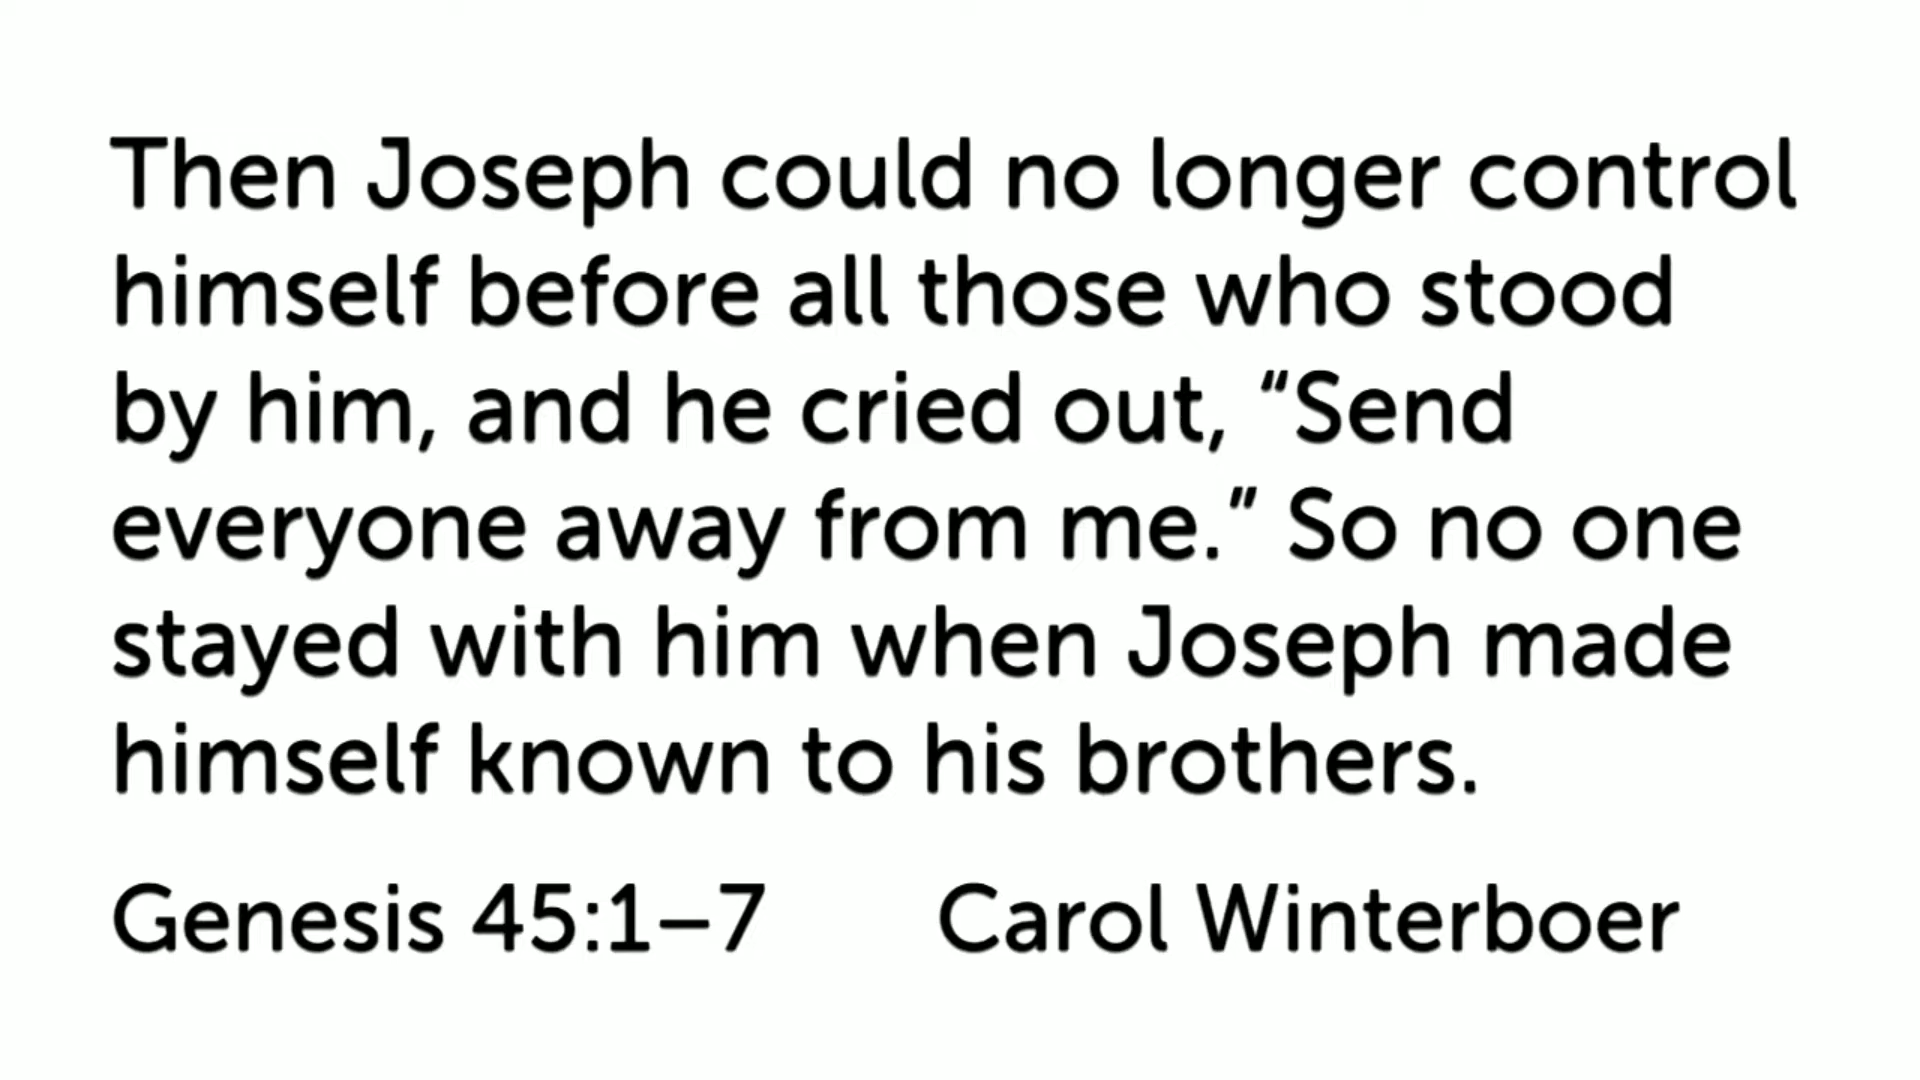 Then Joseph could no longer control
himself before all those who stood
by him, and he cried out, “Send
everyone away from me.” So no one
stayed with him when Joseph made
himself known to his brothers.
Genesis 45:1–7 Carol Winterboer